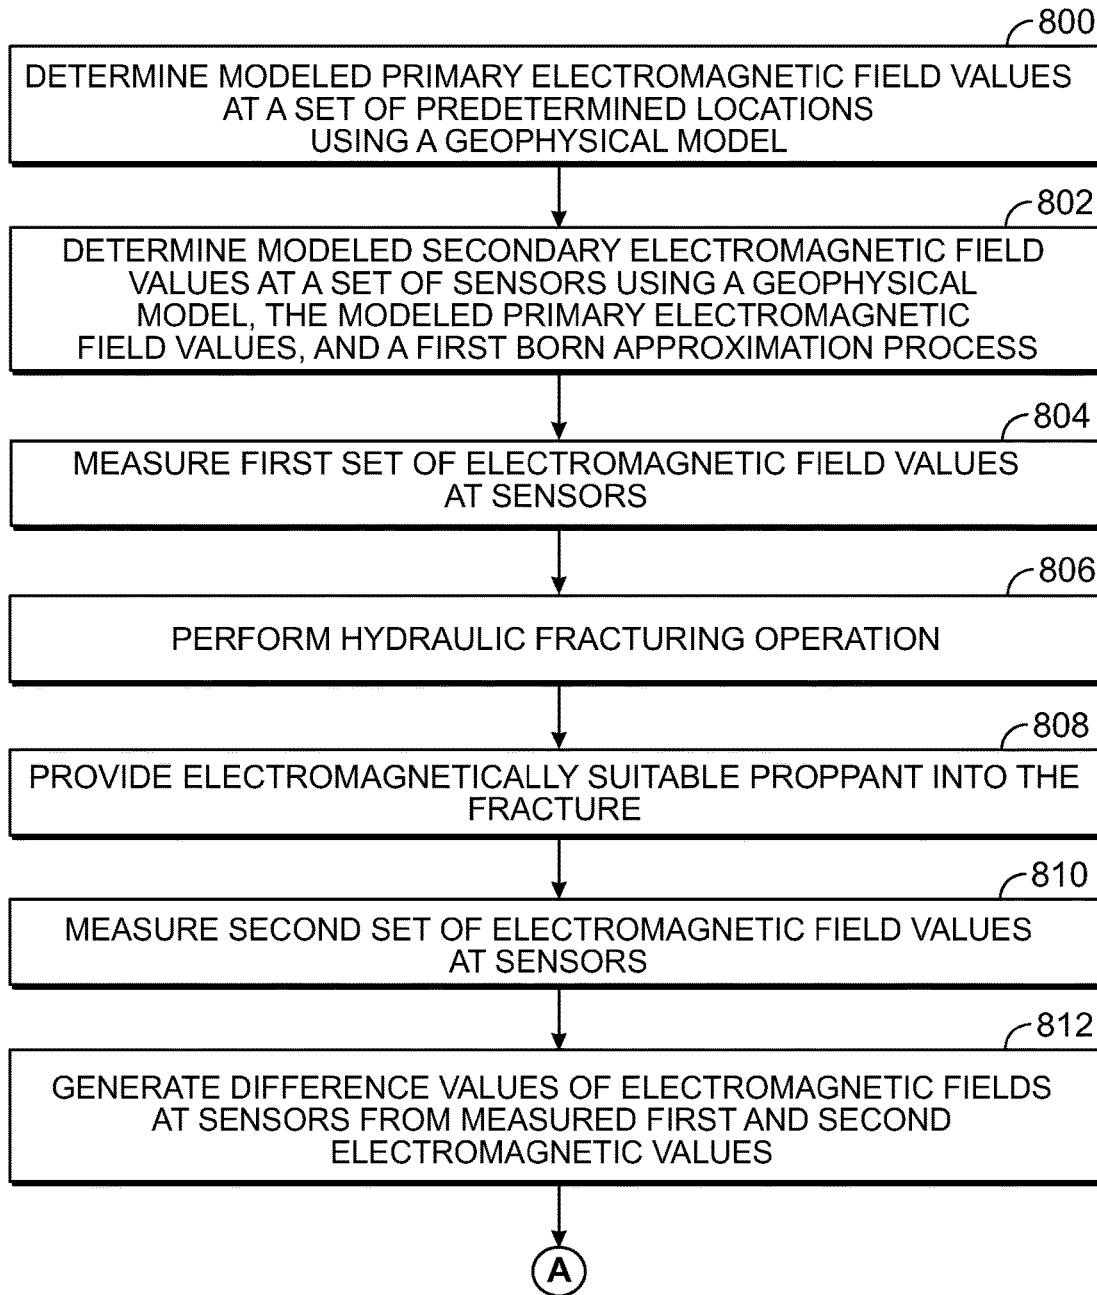 800
DETERMINE MODELED PRIMARY ELECTROMAGNETIC FIELD VALUES
AT A SET OF PREDETERMINED LOCATIONS
USING A GEOPHYSICAL MODEL
802
DETERMINE MODELED SECONDARY ELECTROMAGNETIC FIELD
VALUES AT A SET OF SENSORS USING A GEOPHYSICAL
MODEL, THE MODELED PRIMARY ELECTROMAGNETIC
FIELD VALUES, AND A FIRST BORN APPROXIMATION PROCESS
804
MEASURE FIRST SET OF ELECTROMAGNETIC FIELD VALUES
AT SENSORS
806
PERFORM HYDRAULIC FRACTURING OPERATION
808
PROVIDE ELECTROMAGNETICALLY SUITABLE PROPPANT INTO THE
FRACTURE
810
MEASURE SECOND SET OF ELECTROMAGNETIC FIELD VALUES
AT SENSORS
812
GENERATE DIFFERENCE VALUES OF ELECTROMAGNETIC FIELDS
AT SENSORS FROM MEASURED FIRST AND SECOND
ELECTROMAGNETIC VALUES
A